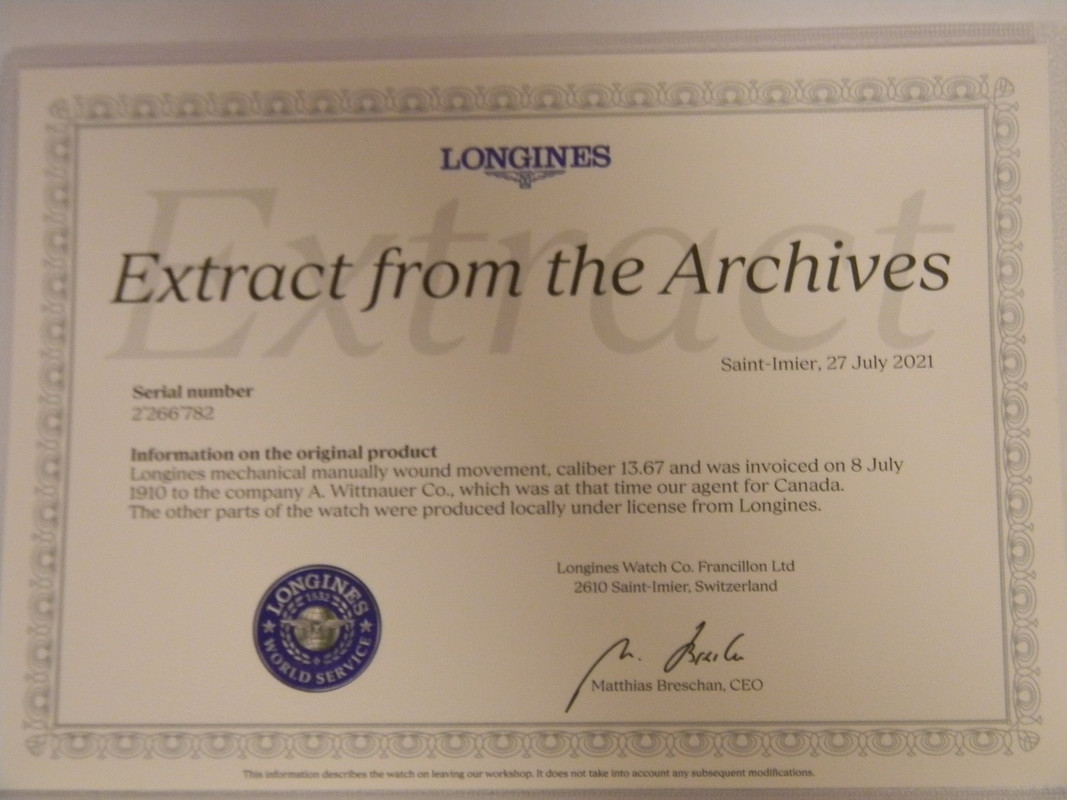 LONGINES
Extract
Extract from the Archives
Saint-Imier, 27 July 2021
Serial number
2'266'782
Information on the original product
Longines mechanical manually wound movement, caliber 13.67 and was invoiced on 8 July
1910 to the company A. Wittnauer Co., which was at that time our agent for Canada.
The other parts of the watch were produced locally under license from Longines.
LONGINES
1832
WORLD SERVICE
Longines Watch Co. Francillon Ltd
2610 Saint-Imier, Switzerland
M. Breschan
Matthias Breschan, CEO
This information describes the watch on leaving our workshop. It does not take into account any subsequent modifications.